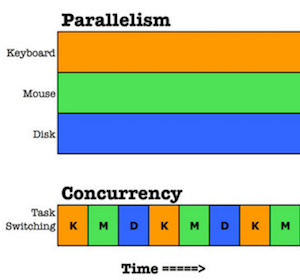 Parallelism
Keyboard
Mouse
Disk
Concurrency
Task
Switching
K M D K M D K M
Time =====>